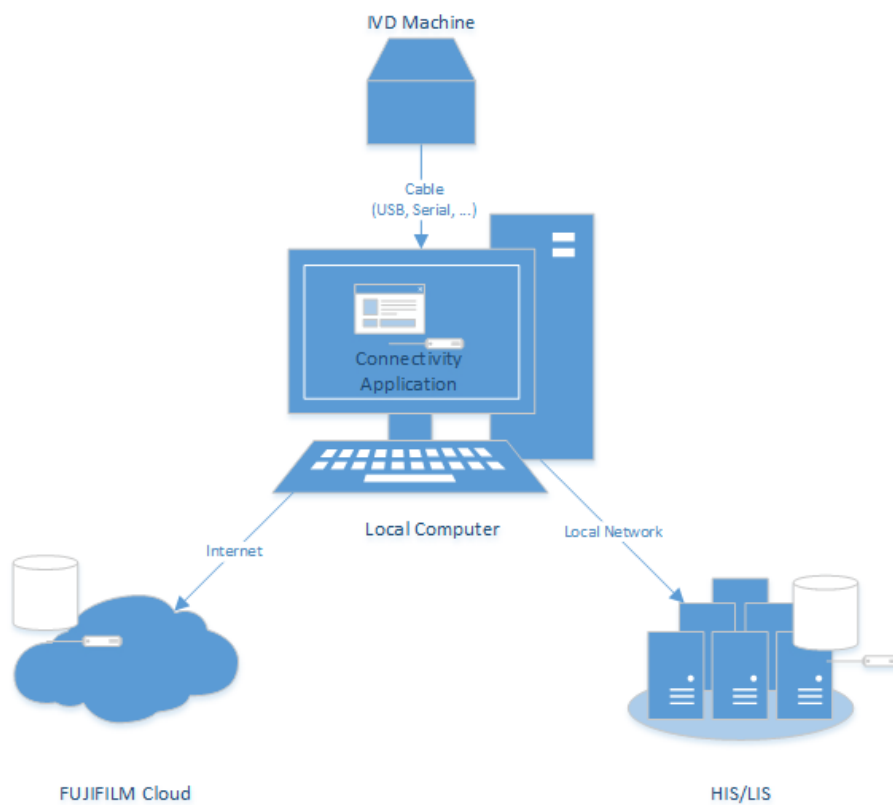 IVD Machine
Cable
(USB, Serial, ...)
Connectivity
Application
Local Computer
Internet
Local Network
FUJIFILM Cloud
HIS/LIS